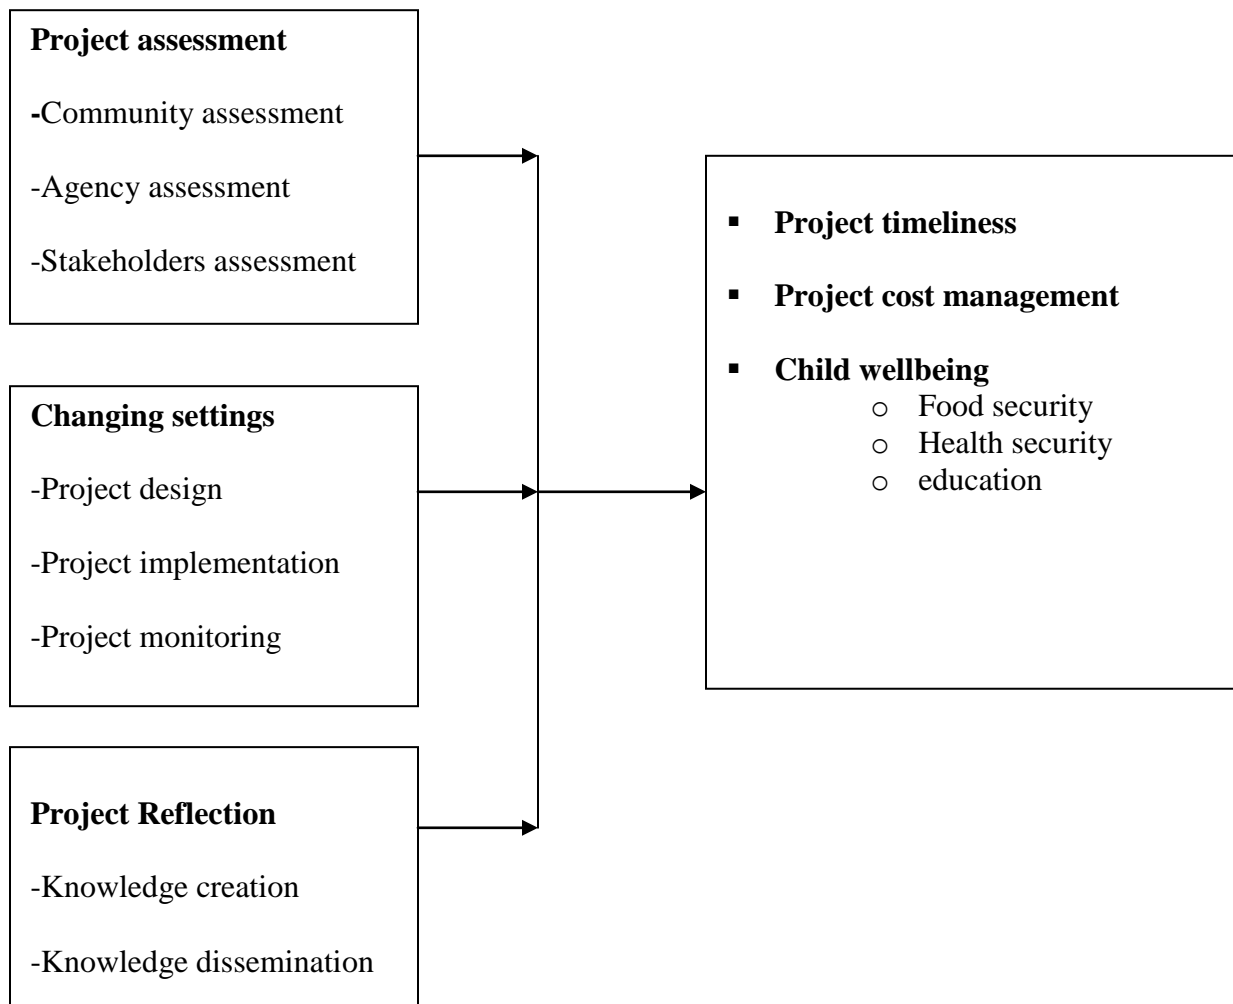 Project assessment
-Community assessment
-Agency assessment
-Stakeholders assessment
Changing settings
-Project design
-Project implementation
-Project monitoring
Project Reflection
-Knowledge creation
-Knowledge dissemination
▪ Project timeliness
▪ Project cost management
▪ Child wellbeing
o Food security
o Health security
o education